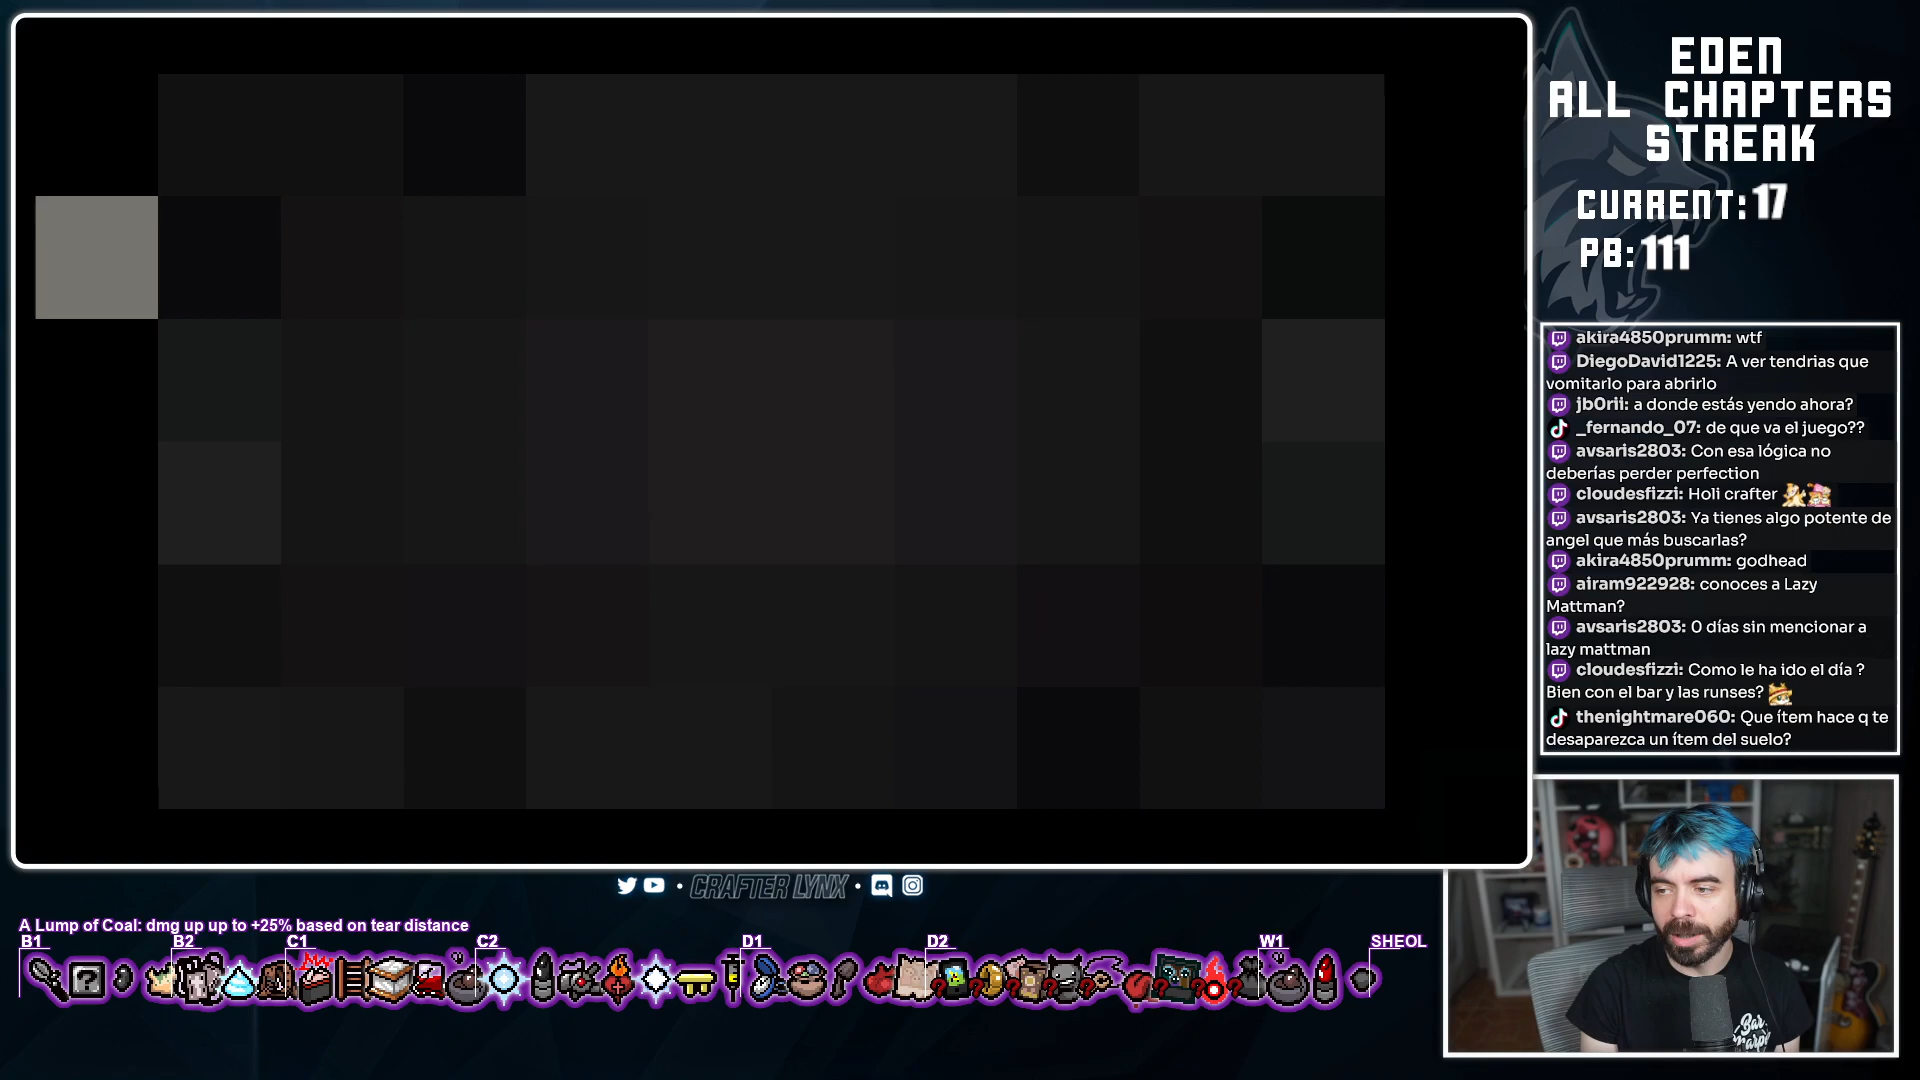 EDEN
ALL CHAPTERS
STREAK
CURRENT: 17
PB: 111
akira4850prumm: wtf
DiegoDavid1225: A ver tendrias que
vomitarlo para abrirlo
jb0rii: a donde estás yendo ahora?
_fernando_07: de que va el juego??
avsaris2803: Con esa lógica no
deberías perder perfection
cloudesfizzi: Holi crafter
avsaris2803: Ya tienes algo potente de
angel que más buscarlas?
akira4850prumm: godhead
airam922928: conoces a Lazy
Mattman?
avsaris2803: 0 días sin mencionar a
lazy mattman
cloudesfizzi: Como le ha ido el día ?
Bien con el bar y las runses?
thenightmare060: Que ítem hace q te
desaparezca un ítem del suelo?
CRAFTER LYNX
A Lump of Coal: dmg up up to +25% based on tear distance
B1 B2 C1 C2 D1 D2 W1 SHEOL
Bar